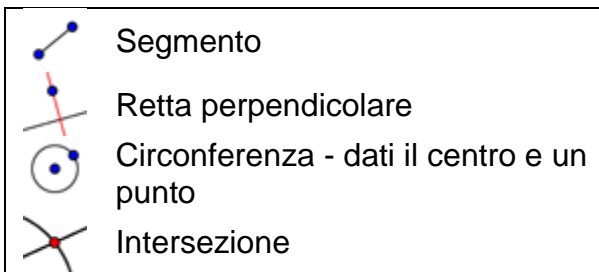 Segmento
Retta perpendicolare
Circonferenza - dati il centro e un
punto
Intersezione